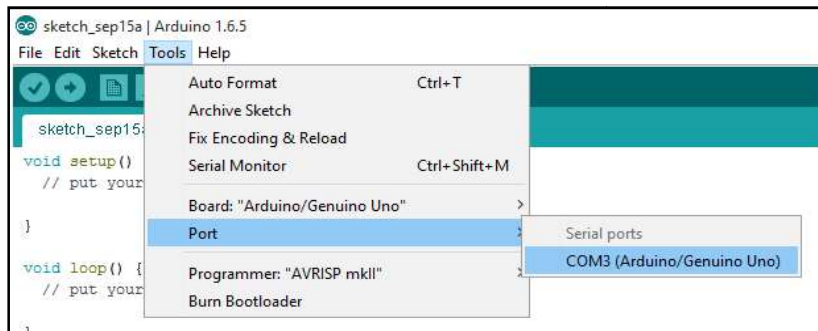 sketch_sep15a | Arduino 1.6.5
File Edit Sketch Tools Help
Auto Format Ctrl+T
Archive Sketch
sketch_sep15a
Fix Encoding & Reload
void setup()
Serial Monitor Ctrl+Shift+M
// put your
Board: "Arduino/Genuino Uno" >
}
Port
Serial ports
COM3 (Arduino/Genuino Uno)
void loop() {
Programmer: "AVRISP mkII" >
// put your
Burn Bootloader
}